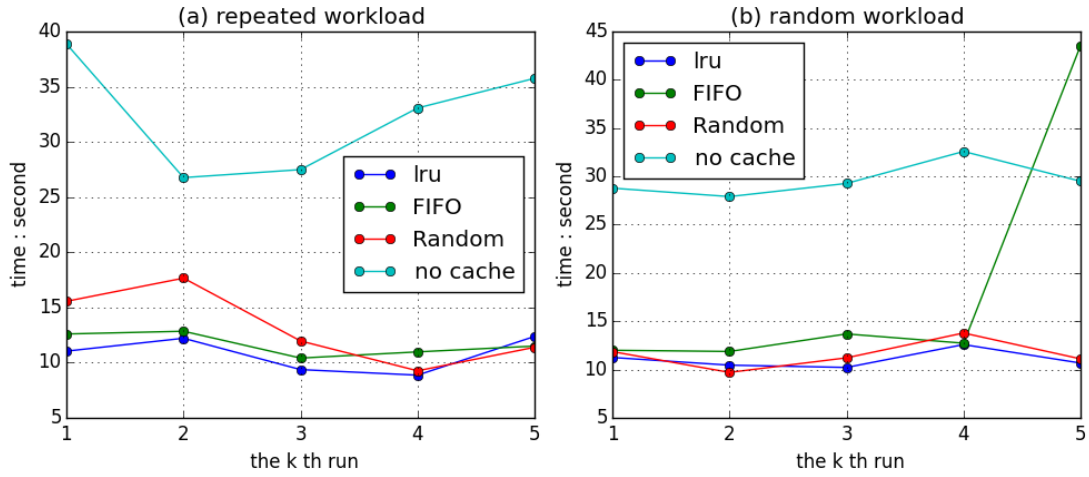 (a) repeated workload
40
35
30
25
20
15
10
5
time : second
1 2 3 4 5
the k th run
lru
FIFO
Random
no cache
(b) random workload
45
40
35
30
25
20
15
10
5
time : second
1 2 3 4 5
the k th run
lru
FIFO
Random
no cache